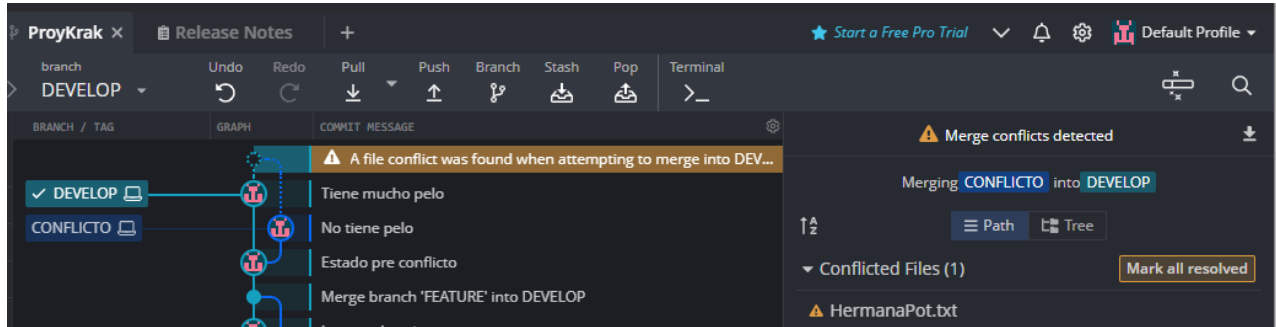 ProyKrak ×
Release Notes
+
Start a Free Pro Trial
Default Profile
branch
DEVELOP
Undo
Redo
Pull
Push
Branch
Stash
Pop
Terminal
BRANCH / TAG
GRAPH
COMMIT MESSAGE
A file conflict was found when attempting to merge into DEV...
DEVELOP
Tiene mucho pelo
CONFLICTO
No tiene pelo
Estado pre conflicto
Merge branch 'FEATURE' into DEVELOP
Merge conflicts detected
Merging CONFLICTO into DEVELOP
Path
Tree
Conflicted Files (1)
Mark all resolved
HermanaPot.txt